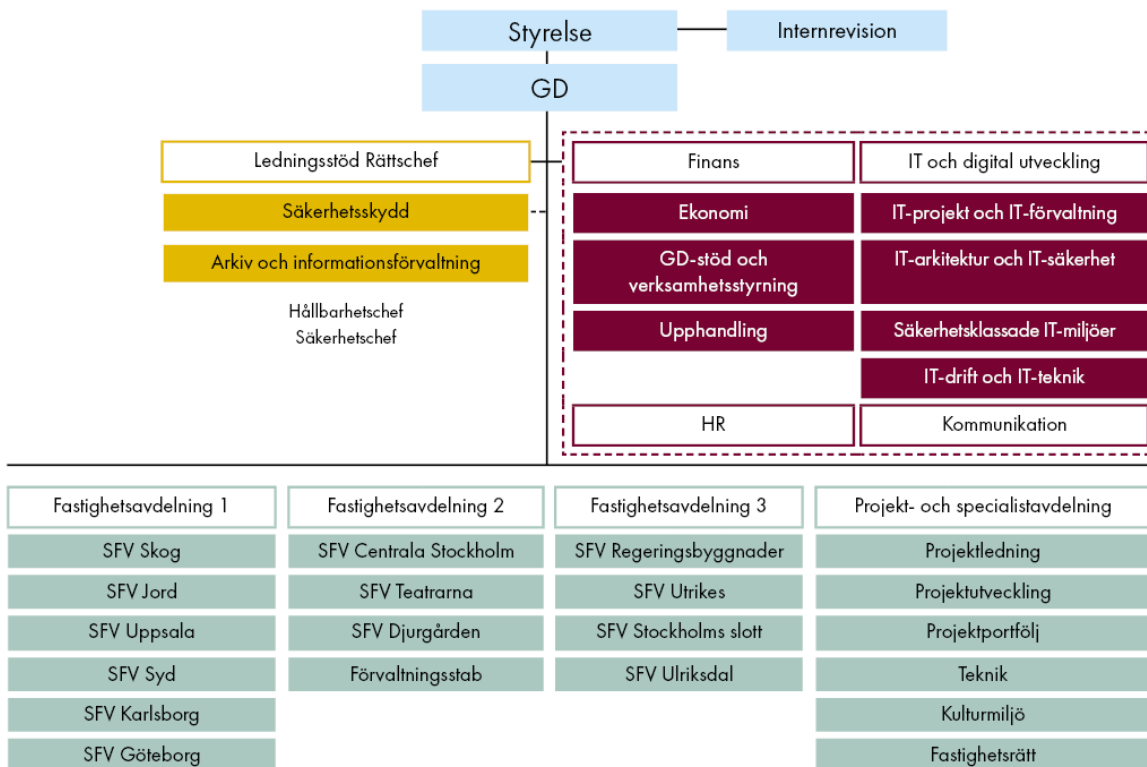 Styrelse
Internrevision
GD
Ledningsstöd Rättschef
Säkerhetsskydd
Arkiv och informationsförvaltning
Hållbarhetschef
Säkerhetschef
Finans
Ekonomi
GD-stöd och
verksamhetsstyrning
Upphandling
IT och digital utveckling
IT-projekt och IT-förvaltning
IT-arkitektur och IT-säkerhet
Säkerhetsklassade IT-miljöer
IT-drift och IT-teknik
HR
Kommunikation
Fastighetsavdelning 1
SFV Skog
SFV Jord
SFV Uppsala
SFV Syd
SFV Karlsborg
SFV Göteborg
Fastighetsavdelning 2
SFV Centrala Stockholm
SFV Teatrarna
SFV Djurgården
Förvaltningsstab
Fastighetsavdelning 3
SFV Regeringsbyggnader
SFV Utrikes
SFV Stockholms slott
SFV Ulriksdal
Projekt- och specialistavdelning
Projektledning
Projektutveckling
Projektportfölj
Teknik
Kulturmiljö
Fastighetsrätt